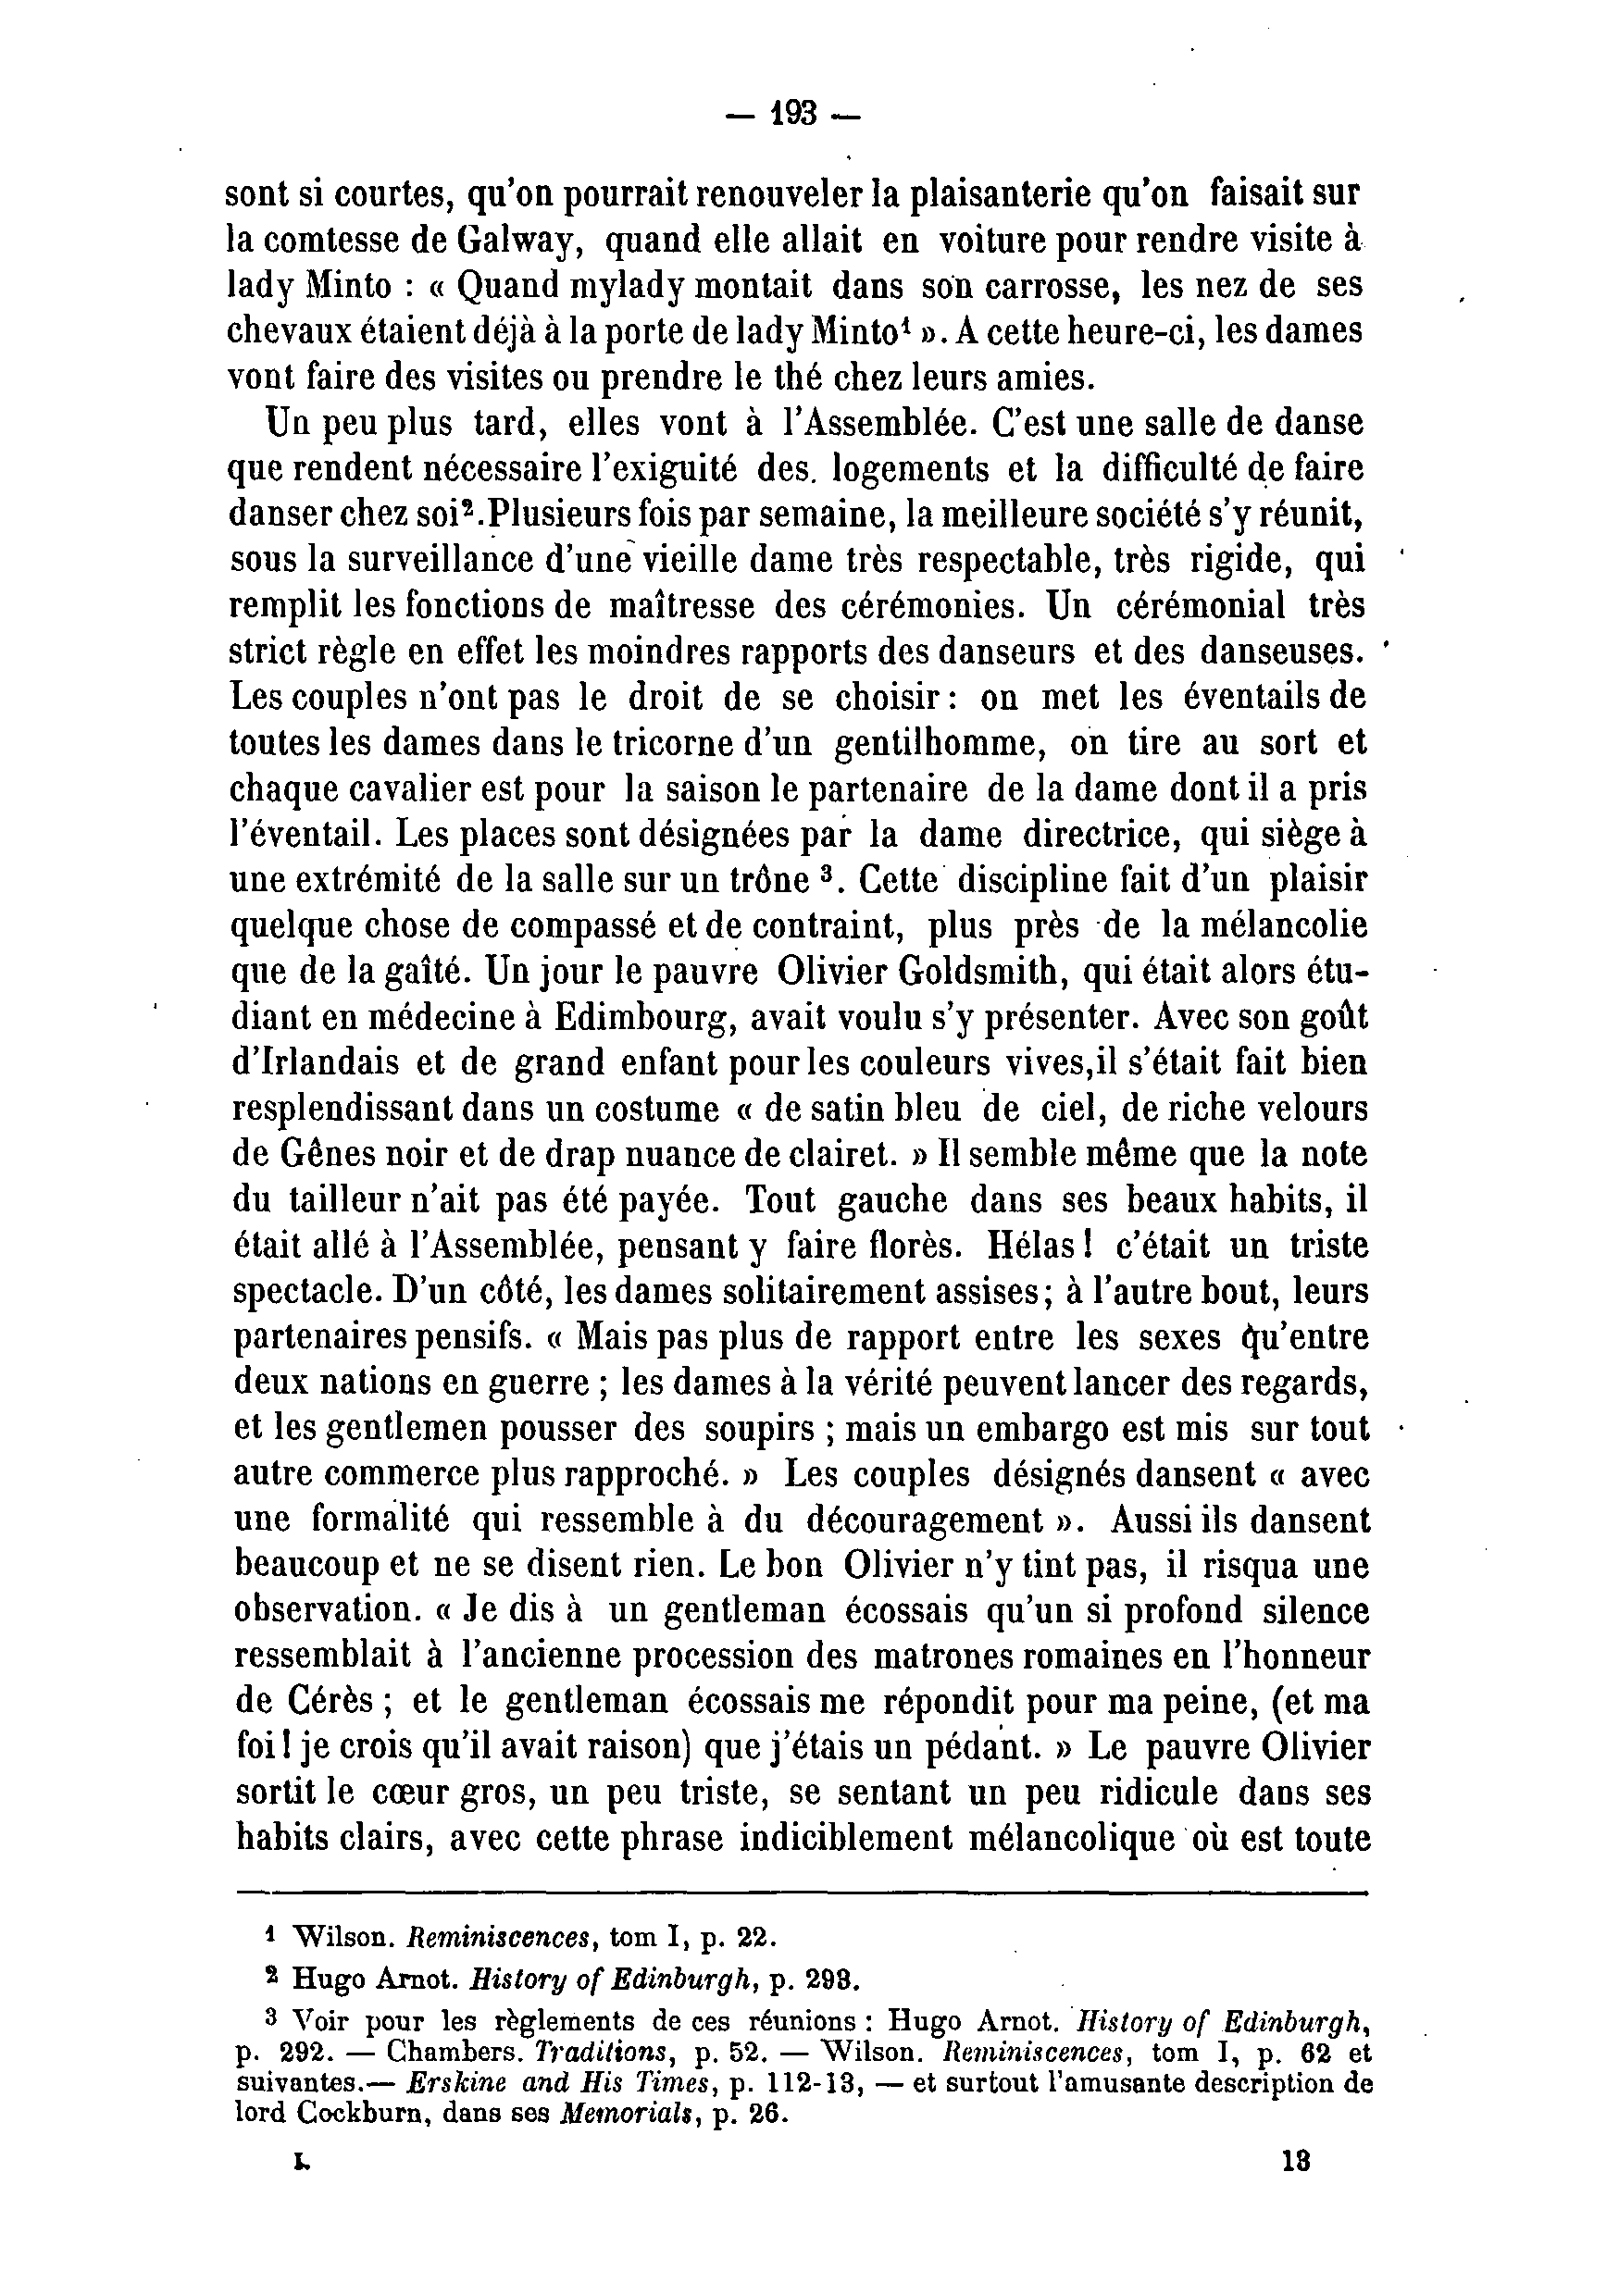 — 193 —
sont si courtes, qu'on pourrait renouveler la plaisanterie qu'on faisait sur
la comtesse de Galway, quand elle allait en voiture pour rendre visite à
lady Minto : « Quand mylady montait dans son carrosse, les nez de ses
chevaux étaient déjà à la porte de lady Minto¹ ». A cette heure-ci, les dames
vont faire des visites ou prendre le thé chez leurs amies.
Un peu plus tard, elles vont à l'Assemblée. C'est une salle de danse
que rendent nécessaire l'exiguité des. logements et la difficulté de faire
danser chez soi².Plusieurs fois par semaine, la meilleure société s'y réunit,
sous la surveillance d'une vieille dame très respectable, très rigide, qui
remplit les fonctions de maîtresse des cérémonies. Un cérémonial très
strict règle en effet les moindres rapports des danseurs et des danseuses.
Les couples n'ont pas le droit de se choisir : on met les éventails de
toutes les dames dans le tricorne d'un gentilhomme, on tire au sort et
chaque cavalier est pour la saison le partenaire de la dame dont il a pris
l'éventail. Les places sont désignées par la dame directrice, qui siège à
une extrémité de la salle sur un trône ³. Cette discipline fait d'un plaisir
quelque chose de compassé et de contraint, plus près de la mélancolie
que de la gaîté. Un jour le pauvre Olivier Goldsmith, qui était alors étu-
diant en médecine à Edimbourg, avait voulu s'y présenter. Avec son goût
d'Irlandais et de grand enfant pour les couleurs vives,il s'était fait bien
resplendissant dans un costume « de satin bleu de ciel, de riche velours
de Gênes noir et de drap nuance de clairet. » Il semble même que la note
du tailleur n'ait pas été payée. Tout gauche dans ses beaux habits, il
était allé à l'Assemblée, pensant y faire florès. Hélas ! c'était un triste
spectacle. D'un côté, les dames solitairement assises ; à l'autre bout, leurs
partenaires pensifs. « Mais pas plus de rapport entre les sexes qu'entre
deux nations en guerre ; les dames à la vérité peuvent lancer des regards,
et les gentlemen pousser des soupirs ; mais un embargo est mis sur tout
autre commerce plus rapproché. » Les couples désignés dansent « avec
une formalité qui ressemble à du découragement ». Aussi ils dansent
beaucoup et ne se disent rien. Le bon Olivier n'y tint pas, il risqua une
observation. « Je dis à un gentleman écossais qu'un si profond silence
ressemblait à l'ancienne procession des matrones romaines en l'honneur
de Cérès ; et le gentleman écossais me répondit pour ma peine, (et ma
foi ! je crois qu'il avait raison) que j'étais un pédant. » Le pauvre Olivier
sortit le cœur gros, un peu triste, se sentant un peu ridicule dans ses
habits clairs, avec cette phrase indiciblement mélancolique où est toute
¹ Wilson. Reminiscences, tom I, p. 22.
² Hugo Arnot. History of Edinburgh, p. 293.
³ Voir pour les règlements de ces réunions : Hugo Arnot. History of Edinburgh,
p. 292. — Chambers. Traditions, p. 52. — Wilson. Reminiscences, tom I, p. 62 et
suivantes.— Erskine and His Times, p. 112-13, — et surtout l'amusante description de
lord Cockburn, dans ses Memorials, p. 26.
I. 13